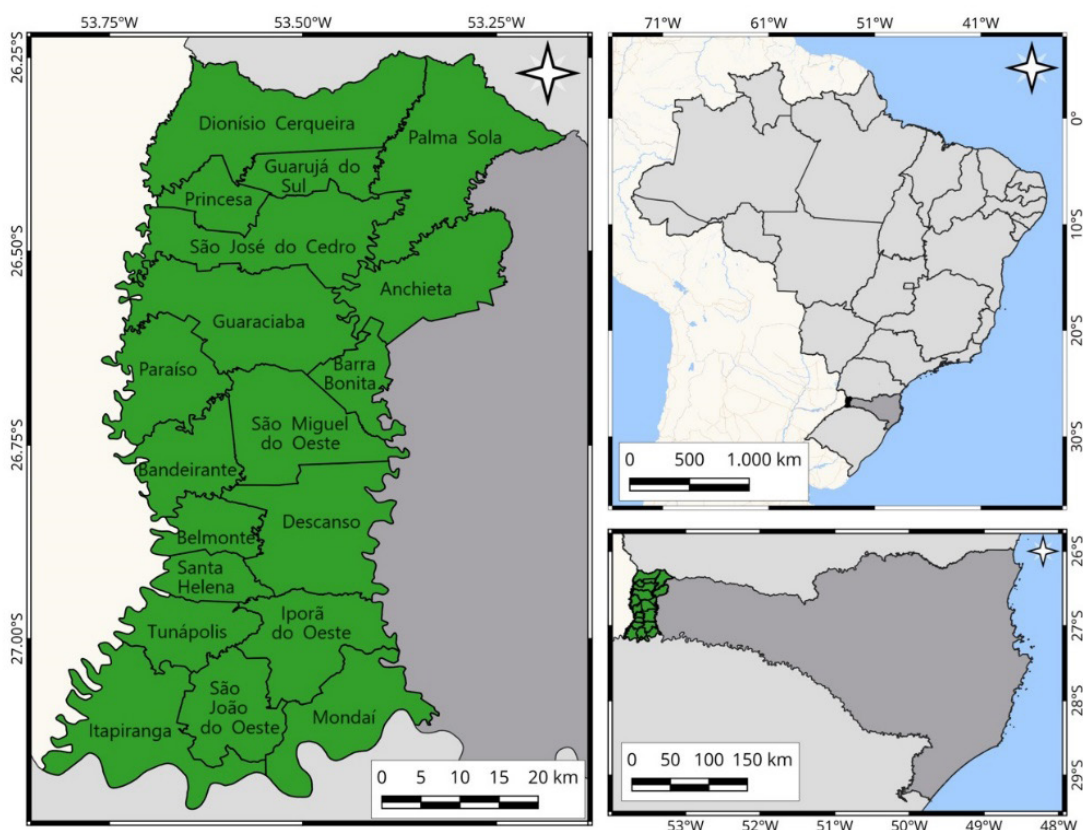 53.75°W
53.50°W
53.25°W
26.25°S
26.50°S
26.75°S
27.00°S
Dionísio Cerqueira
Palma Sola
Guarujá do
Sul
Princesa
São José do Cedro
Anchieta
Guaraciaba
Paraíso
Barra
Bonita
São Miguel
do Oeste
Bandeirante
Descanso
Belmonte
Santa
Helena
Iporã
do Oeste
Tunápolis
São
João
do Oeste
Mondaí
Itapiranga
0 5 10 15 20 km
71°W
61°W
51°W
41°W
0°
10°S
20°S
30°S
0 500 1.000 km
26°S
27°S
28°S
29°S
0 50 100 150 km
53°W
52°W
51°W
50°W
49°W
48°W